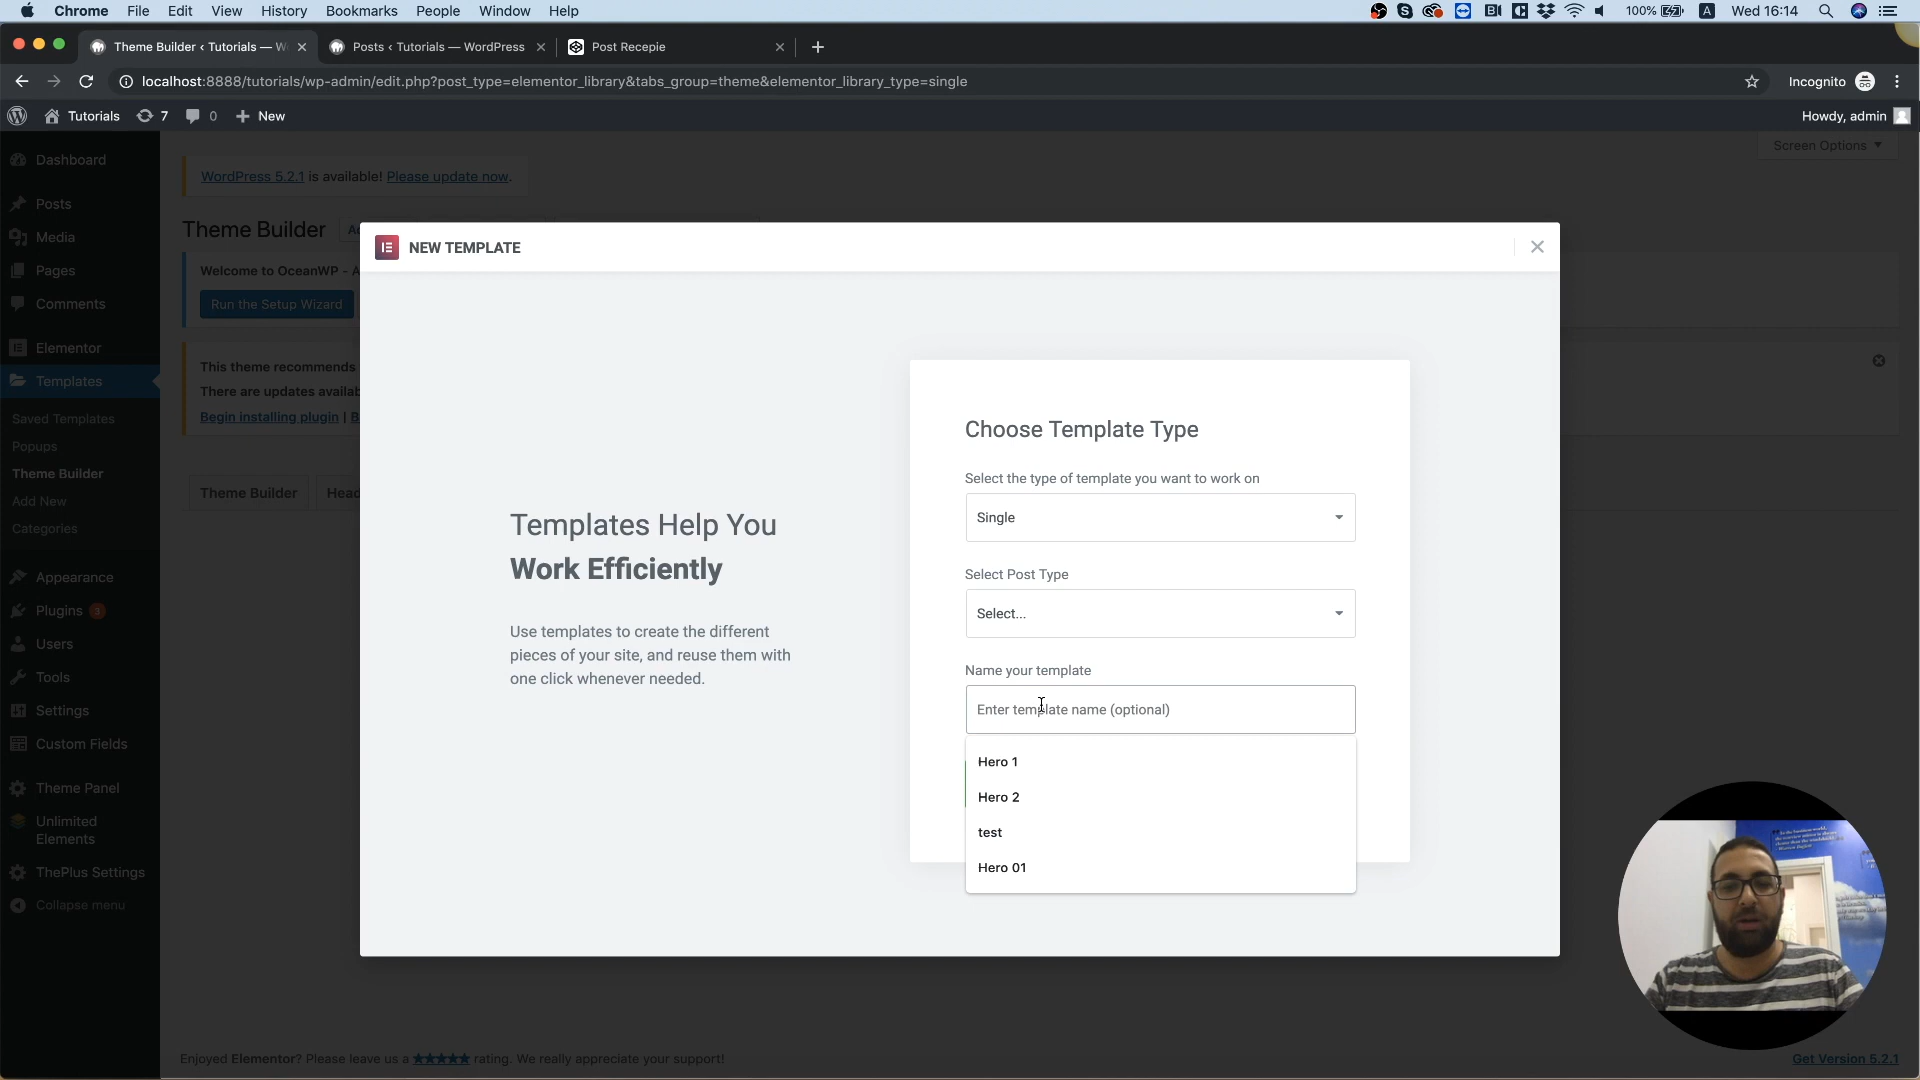 Chrome File Edit View History Bookmarks People Window Help 100% A Wed 16:14
Theme Builder ‹ Tutorials — W
Posts ‹ Tutorials — WordPress
Post Recepie
localhost:8888/tutorials/wp-admin/edit.php?post_type=elementor_library&tabs_group=theme&elementor_library_type=single
Incognito
Tutorials 7 0 New
Howdy, admin
Screen Options
Dashboard
Posts
Media
Pages
Comments
Elementor
Templates
Saved Templates
Popups
Theme Builder
Add New
Categories
Appearance
Plugins 3
Users
Tools
Settings
Custom Fields
Theme Panel
Unlimited
Elements
ThePlus Settings
Collapse menu
WordPress 5.2.1 is available! Please update now.
Theme Builder
Welcome to OceanWP - A
Run the Setup Wizard
This theme recommends
There are updates availab
Begin installing plugin | B
Theme Builder
Head
NEW TEMPLATE
Templates Help You
Work Efficiently
Use templates to create the different
pieces of your site, and reuse them with
one click whenever needed.
Choose Template Type
Select the type of template you want to work on
Single
Select Post Type
Select...
Name your template
Enter template name (optional)
Hero 1
Hero 2
test
Hero 01
Enjoyed Elementor? Please leave us a ★★★★★ rating. We really appreciate your support!
Get Version 5.2.1